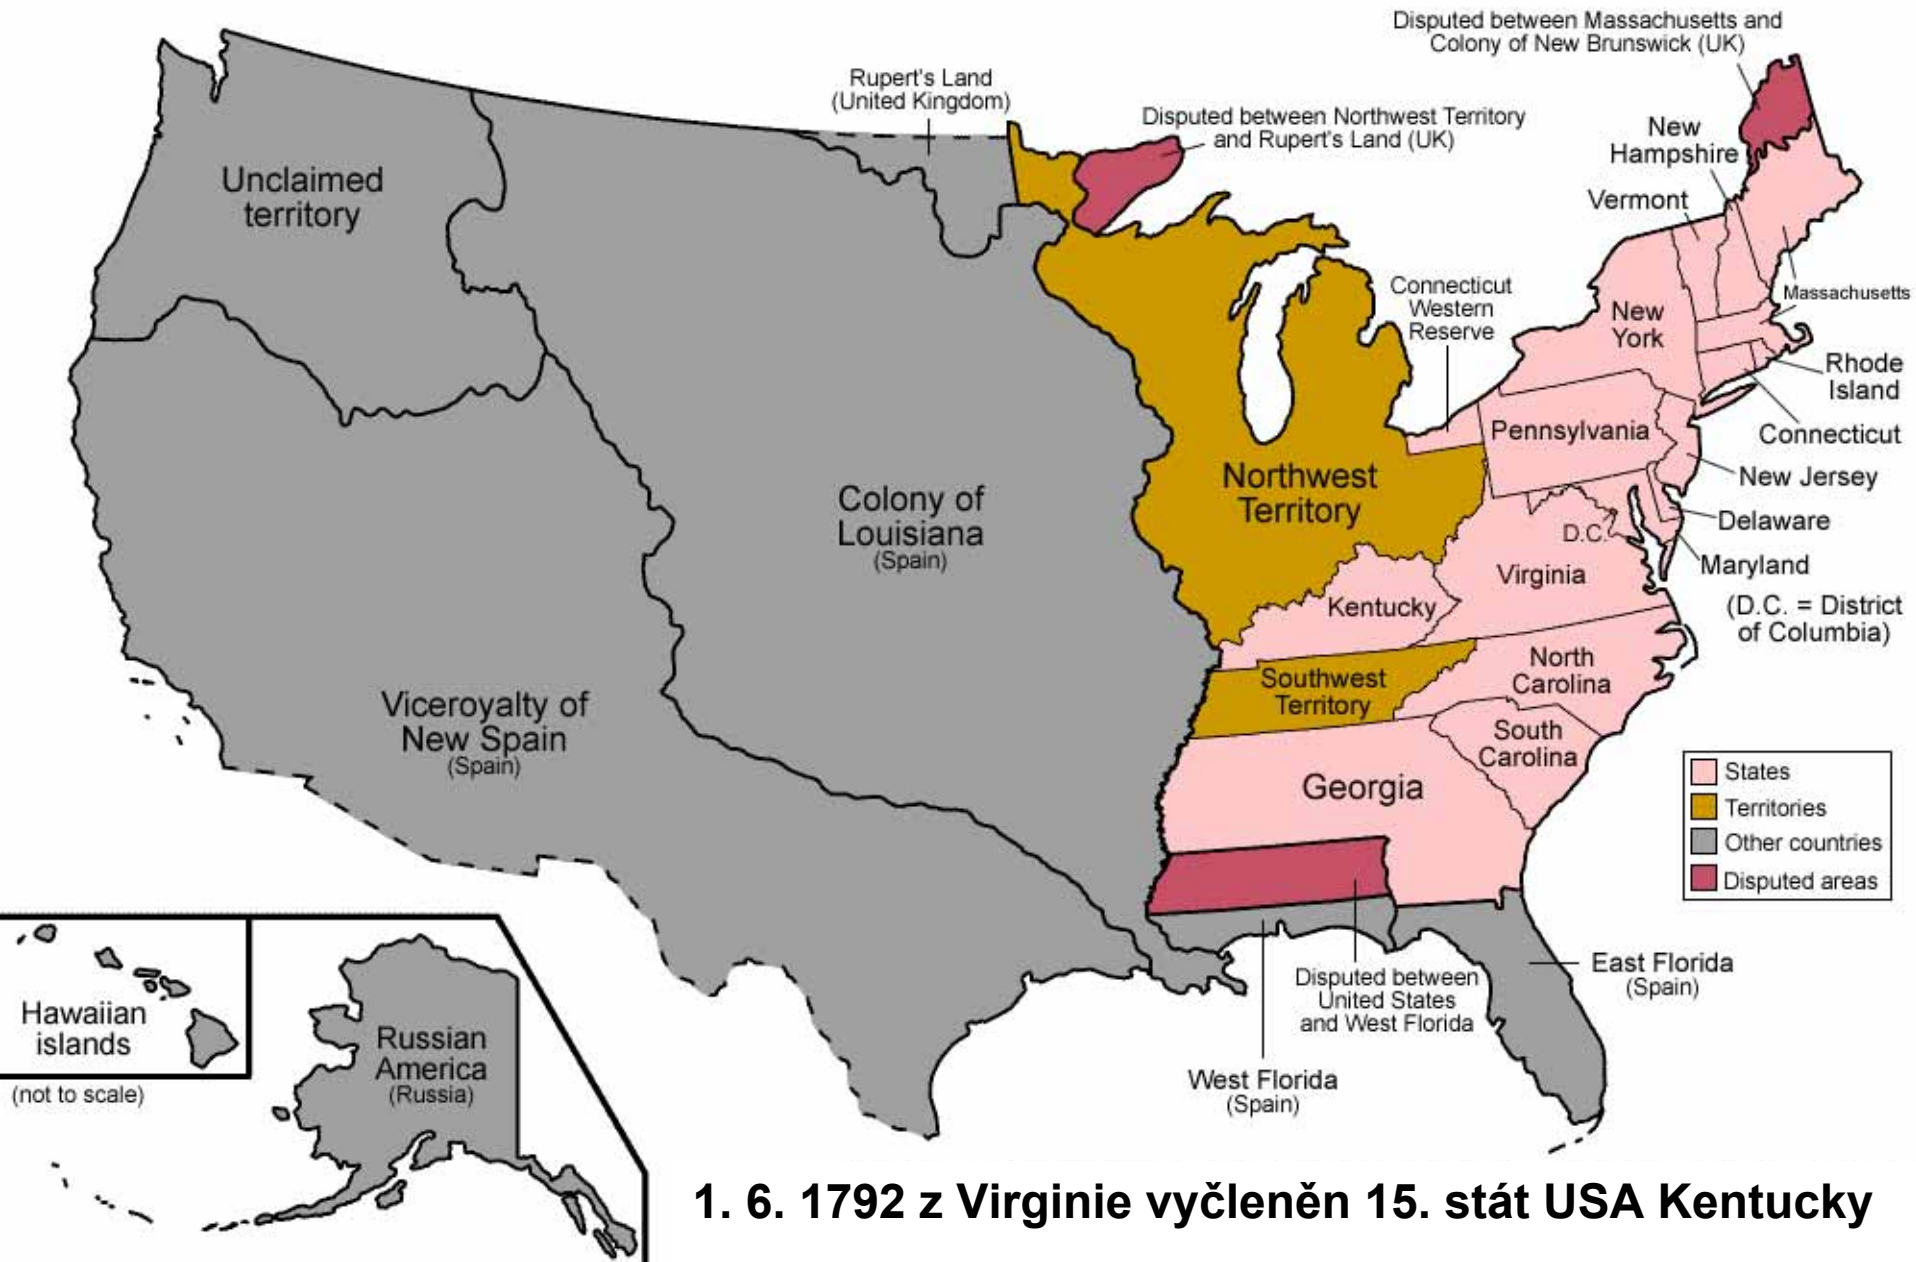 Disputed between Massachusetts and
Colony of New Brunswick (UK)
Rupert's Land
(United Kingdom)
Disputed between Northwest Territory
and Rupert's Land (UK)
New
Hampshire
Vermont
Unclaimed
territory
Connecticut
Western
Reserve
Massachusetts
New
York
Rhode
Island
Connecticut
Pennsylvania
New Jersey
Northwest
Territory
Colony of
Louisiana
(Spain)
Delaware
D.C.
Maryland
Virginia
(D.C. = District
of Columbia)
Kentucky
North
Carolina
Southwest
Territory
Viceroyalty of
New Spain
(Spain)
South
Carolina
Georgia
States
Territories
Other countries
Disputed areas
East Florida
(Spain)
Disputed between
United States
and West Florida
West Florida
(Spain)
Hawaiian
islands
(not to scale)
Russian
America
(Russia)
1. 6. 1792 z Virginie vyčleněn 15. stát USA Kentucky